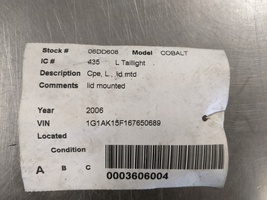 Stock # 06DD608 Model COBALT
IC # 435 L Taillight
Description Cpe, L, lid mtd
Comments lid mounted
Year 2006
VIN 1G1AK15F167650689
Located
Condition
A B C 0003606004